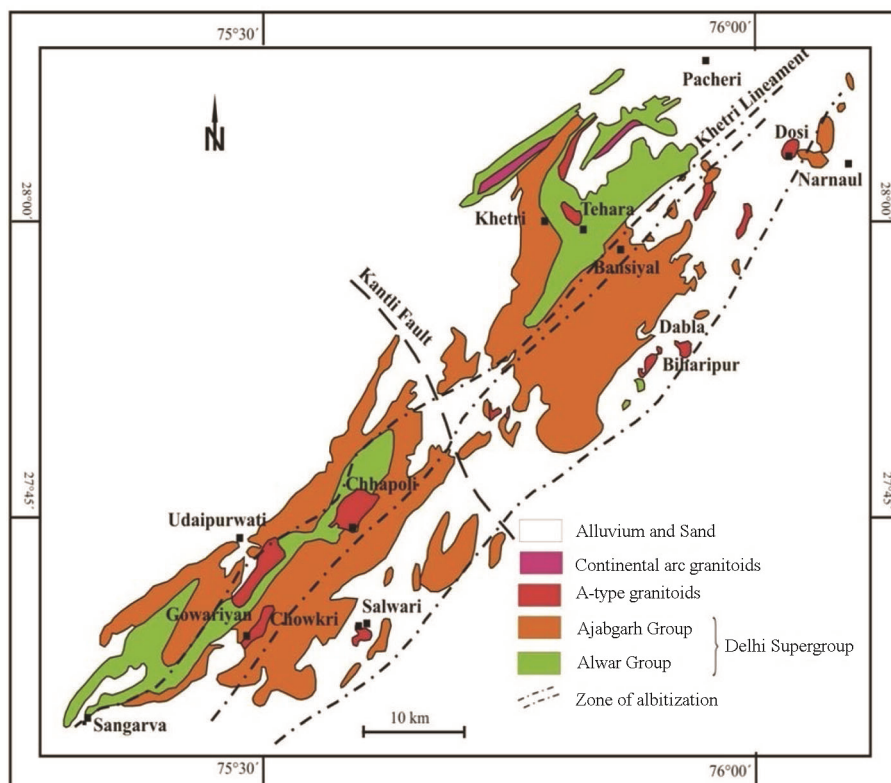 75°30′
76°00′
Pacheri
Khetri Lineament
N
Dosi
Narnaul
28°00′
28°00′
Khetri
Tehara
Bansiyal
Kantli Fault
Dabla
Biharipur
Chhapoli
27°45′
27°45′
Udaipurwati
Alluvium and Sand
Continental arc granitoids
A-type granitoids
Gowariyan
Chowkri
Salwari
Ajabgarh Group
Alwar Group
Delhi Supergroup
Zone of albitization
Sangarva
10 km
75°30′
76°00′